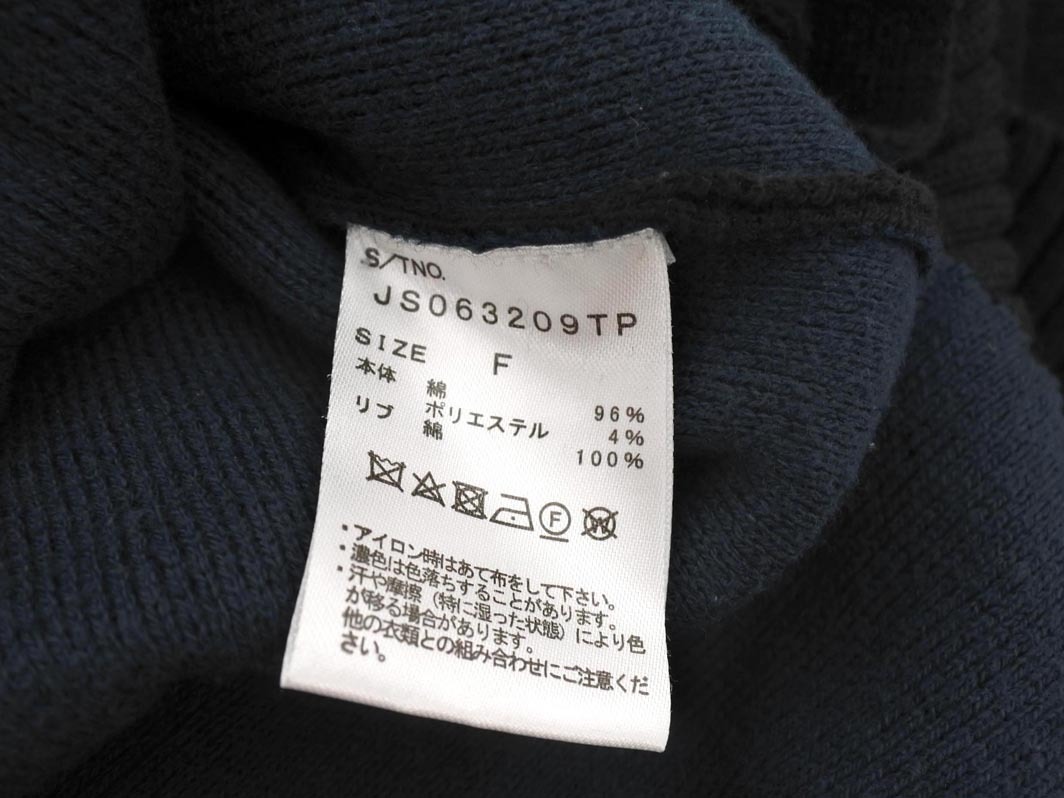 S/TNO.
JS063209TP
SIZE F
本体 綿 96%
ポリエステル 4%
リブ 綿 100%
F W
・アイロン時はあて布をして下さい。
・濃色は色落ちすることがあります。
・汗や摩擦（特に湿った状態）により色
が移る場合があります。
他の衣類との組み合わせにご注意くだ
さい。